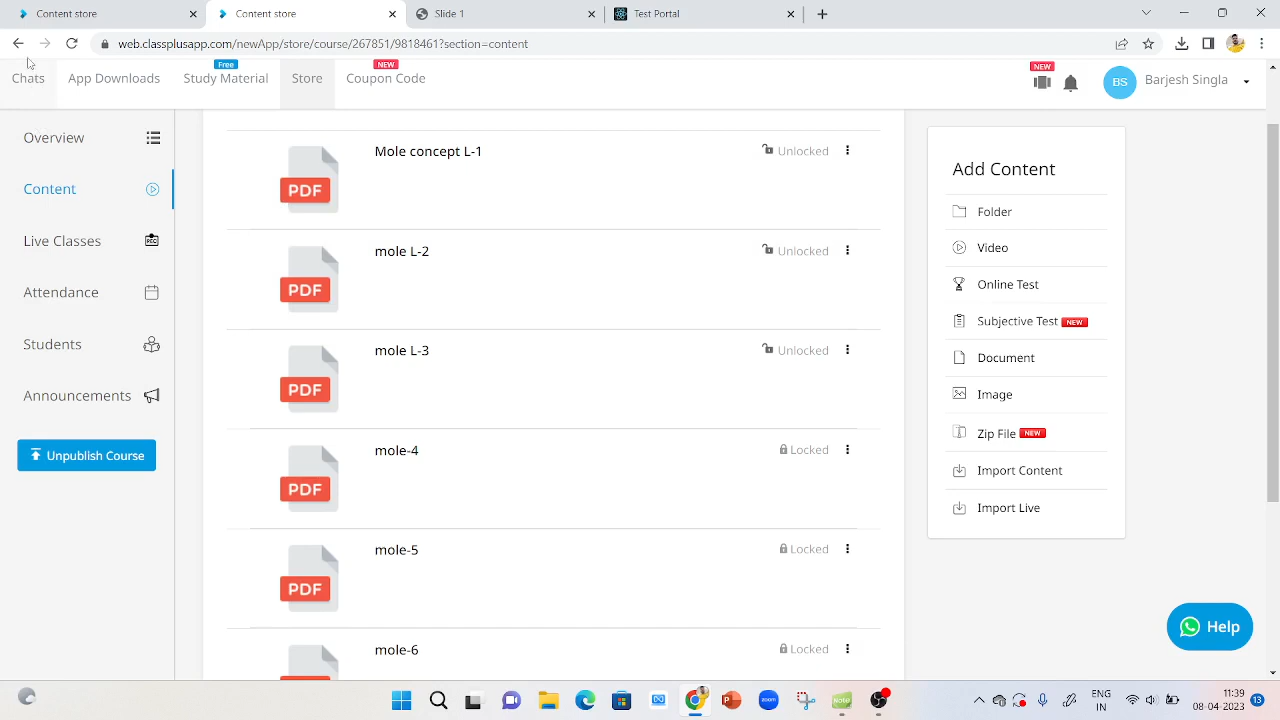 Content store
Content store
Slide 1
Test Portal
web.classplusapp.com/newApp/store/course/267851/9818461?section=content
Chats
App Downloads
Free
Study Material
Store
NEW
Coupon Code
NEW
BS
Barjesh Singla
Overview
Content
Live Classes
Attendance
Students
Announcements
Unpublish Course
Mole concept L-1
Unlocked
PDF
mole L-2
Unlocked
PDF
mole L-3
Unlocked
PDF
mole-4
Locked
PDF
mole-5
Locked
PDF
mole-6
Locked
Add Content
Folder
Video
Online Test
Subjective Test NEW
Document
Image
Zip File NEW
Import Content
Import Live
Help
zoom
ENG
IN
11:39
08-04-2023
13